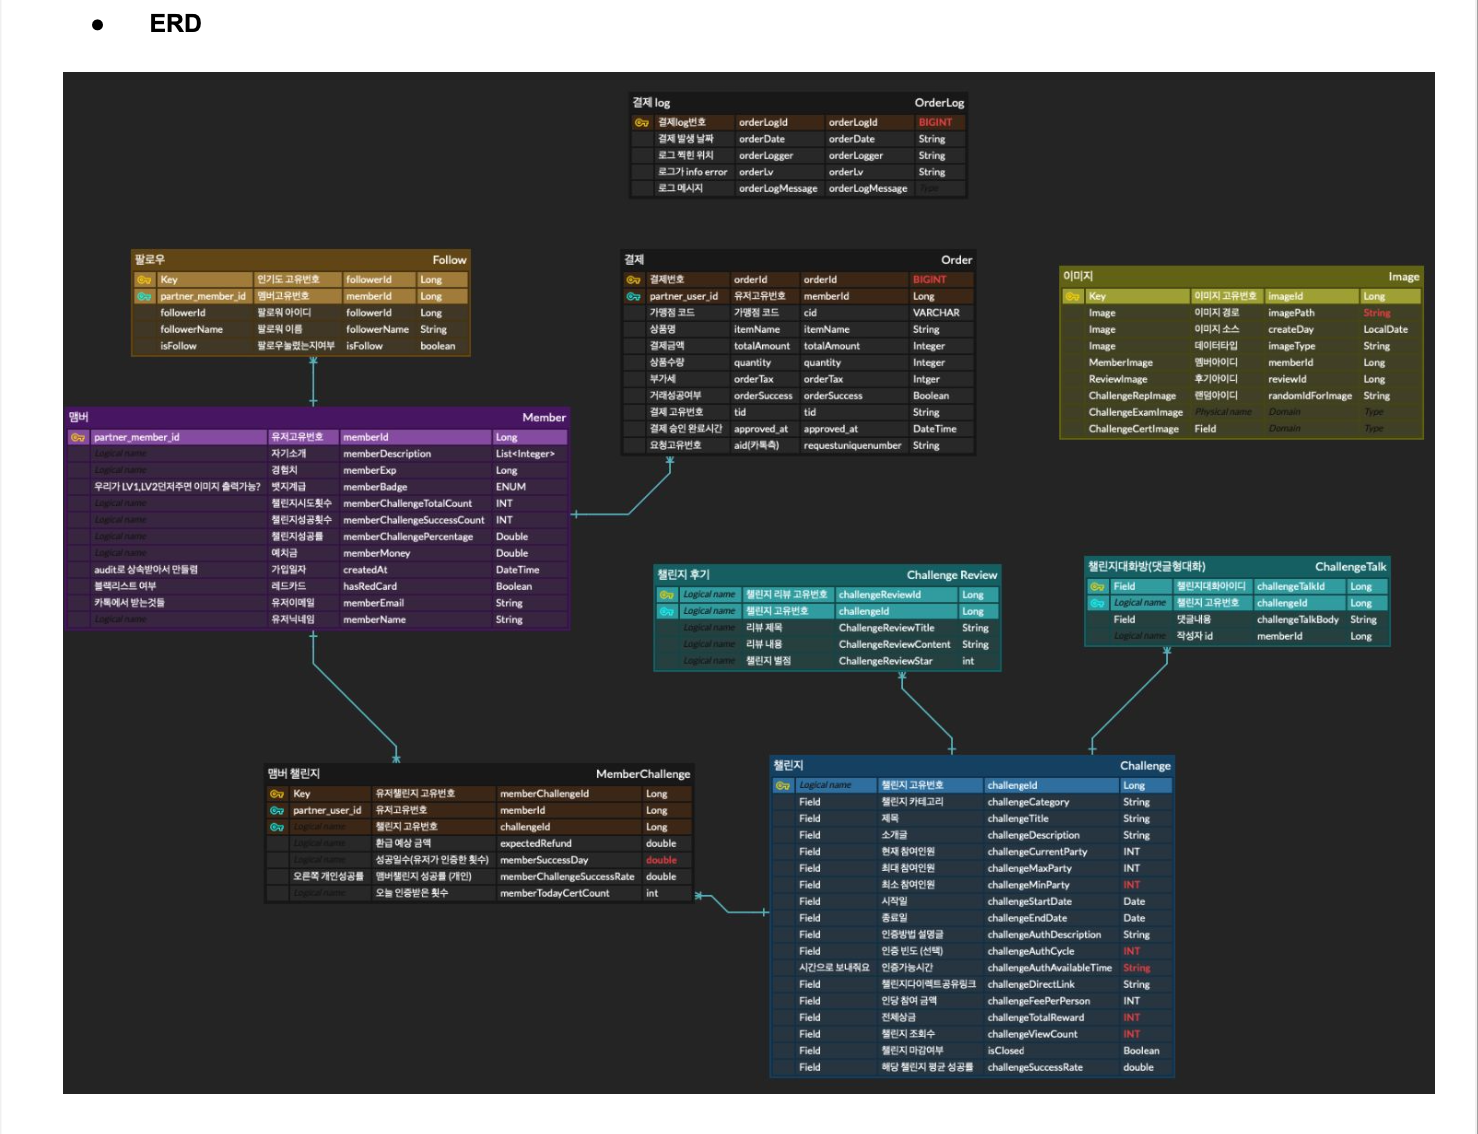 ● ERD
결제 log OrderLog
결제log번호 orderLogId orderLogId BIGINT
결제 발생 날짜 orderDate orderDate String
로그 찍힌 위치 orderLogger orderLogger String
로그가 info error orderLv orderLv String
로그 메시지 orderLogMessage orderLogMessage Type
팔로우 Follow
Key 인기도 고유번호 followerId Long
partner_member_id 멤버고유번호 memberId Long
followerId 팔로워 아이디 followerId Long
followerName 팔로워 이름 followerName String
isFollow 팔로우눌렀는지여부 isFollow boolean
결제 Order
결제번호 orderId orderId BIGINT
partner_user_id 유저고유번호 memberId Long
가맹점 코드 가맹점 코드 cid VARCHAR
상품명 itemName itemName String
결제금액 totalAmount totalAmount Integer
상품수량 quantity quantity Integer
부가세 orderTax orderTax Intger
거래성공여부 orderSuccess orderSuccess Boolean
결제 고유번호 tid tid String
결제 승인 완료시간 approved_at approved_at DateTime
요청고유번호 aid(카톡측) requestuniquenumber String
이미지 Image
Key 이미지 고유번호 imageId Long
Image 이미지 경로 imagePath String
Image 이미지 소스 createDay LocalDate
Image 데이터타입 imageType String
MemberImage 멤버아이디 memberId Long
ReviewImage 후기아이디 reviewId Long
ChallengeRepImage 랜덤아이디 randomIdForImage String
ChallengeExamImage Physical name Domain Type
ChallengeCertImage Field Domain Type
맴버 Member
partner_member_id 유저고유번호 memberId Long
Logical name 자기소개 memberDescription List<Integer>
Logical name 경험치 memberExp Long
우리가 LV1,LV2던져주면 이미지 출력가능? 뱃지계급 memberBadge ENUM
Logical name 챌린지시도횟수 memberChallengeTotalCount INT
Logical name 챌린지성공횟수 memberChallengeSuccessCount INT
Logical name 챌린지성공률 memberChallengePercentage Double
Logical name 예치금 memberMoney Double
audit로 상속받아서 만들렴 가입일자 createdAt DateTime
블랙리스트 여부 레드카드 hasRedCard Boolean
카톡에서 받는것들 유저이메일 memberEmail String
Logical name 유저닉네임 memberName String
챌린지 후기 Challenge Review
Logical name 챌린지 리뷰 고유번호 challengeReviewId Long
Logical name 챌린지 고유번호 challengeId Long
Logical name 리뷰 제목 ChallengeReviewTitle String
Logical name 리뷰 내용 ChallengeReviewContent String
Logical name 챌린지 별점 ChallengeReviewStar int
챌린지대화방(댓글형대화) ChallengeTalk
Field 챌린지대화아이디 challengeTalkId Long
Logical name 챌린지 고유번호 challengeId Long
Field 댓글내용 challengeTalkBody String
Logical name 작성자 id memberId Long
맴버 챌린지 MemberChallenge
Key 유저챌린지 고유번호 memberChallengeId Long
partner_user_id 유저고유번호 memberId Long
Logical name 챌린지 고유번호 challengeId Long
Logical name 환급 예상 금액 expectedRefund double
Logical name 성공일수(유저가 인증한 횟수) memberSuccessDay double
오른쪽 개인성공률 맴버챌린지 성공률 (개인) memberChallengeSuccessRate double
Logical name 오늘 인증받은 횟수 memberTodayCertCount int
챌린지 Challenge
Logical name 챌린지 고유번호 challengeId Long
Field 챌린지 카테고리 challengeCategory String
Field 제목 challengeTitle String
Field 소개글 challengeDescription String
Field 현재 참여인원 challengeCurrentParty INT
Field 최대 참여인원 challengeMaxParty INT
Field 최소 참여인원 challengeMinParty INT
Field 시작일 challengeStartDate Date
Field 종료일 challengeEndDate Date
Field 인증방법 설명글 challengeAuthDescription String
Field 인증 빈도 (선택) challengeAuthCycle INT
시간으로 보내줘요 인증가능시간 challengeAuthAvailableTime String
Field 챌린지다이렉트공유링크 challengeDirectLink String
Field 인당 참여 금액 challengeFeePerPerson INT
Field 전체상금 challengeTotalReward INT
Field 챌린지 조회수 challengeViewCount INT
Field 챌린지 마감여부 isClosed Boolean
Field 해당 챌린지 평균 성공률 challengeSuccessRate double